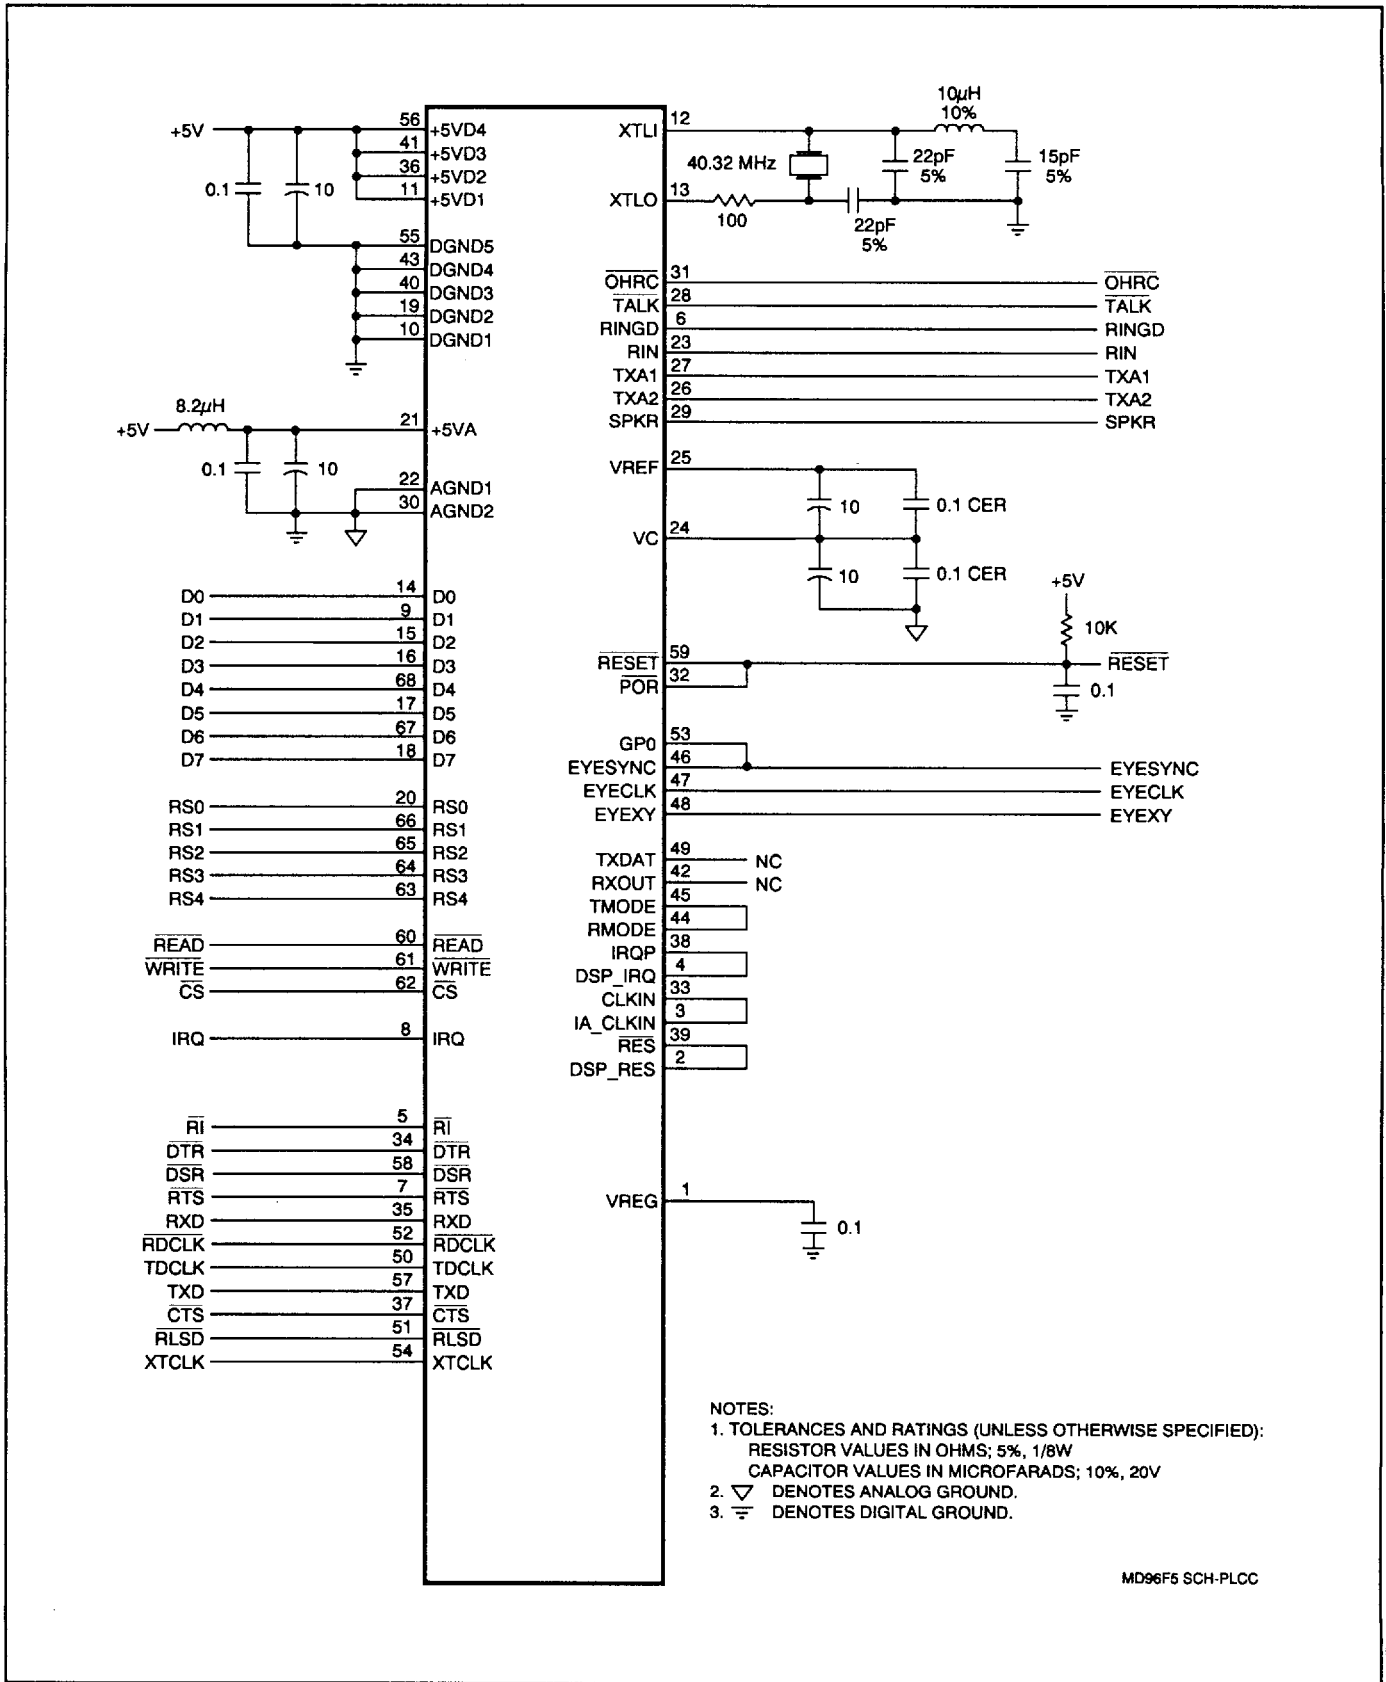 +5V
0.1
10
56
+5VD4
41
+5VD3
36
+5VD2
11
+5VD1
55
DGND5
43
DGND4
40
DGND3
19
DGND2
10
DGND1
8.2µH
+5V
0.1
10
21
+5VA
22
AGND1
30
AGND2
D0 14 D0
D1 9 D1
D2 15 D2
D3 16 D3
D4 68 D4
D5 17 D5
D6 67 D6
D7 18 D7
RS0 20 RS0
RS1 66 RS1
RS2 65 RS2
RS3 64 RS3
RS4 63 RS4
READ 60 READ
WRITE 61 WRITE
CS 62 CS
IRQ 8 IRQ
RI 5 RI
DTR 34 DTR
DSR 58 DSR
RTS 7 RTS
RXD 35 RXD
RDCLK 52 RDCLK
TDCLK 50 TDCLK
TXD 57 TXD
CTS 37 CTS
RLSD 51 RLSD
XTCLK 54 XTCLK
XTLI 12
10µH
10%
40.32 MHz
22pF
5%
15pF
5%
XTLO 13
100
22pF
5%
OHRC 31 OHRC
TALK 28 TALK
RINGD 6 RINGD
RIN 23 RIN
TXA1 27 TXA1
TXA2 26 TXA2
SPKR 29 SPKR
VREF 25
10
0.1 CER
VC 24
10
0.1 CER
+5V
10K
RESET 59 RESET
POR 32
0.1
GP0 53
EYESYNC 46 EYESYNC
EYECLK 47 EYECLK
EYEXY 48 EYEXY
TXDAT 49 NC
RXOUT 42 NC
TMODE 45
RMODE 44
IRQP 38
DSP_IRQ 4
CLKIN 33
IA_CLKIN 3
RES 39
DSP_RES 2
VREG 1
0.1
NOTES:
1. TOLERANCES AND RATINGS (UNLESS OTHERWISE SPECIFIED):
RESISTOR VALUES IN OHMS; 5%, 1/8W
CAPACITOR VALUES IN MICROFARADS; 10%, 20V
2. DENOTES ANALOG GROUND.
3. DENOTES DIGITAL GROUND.
MD96F5 SCH-PLCC